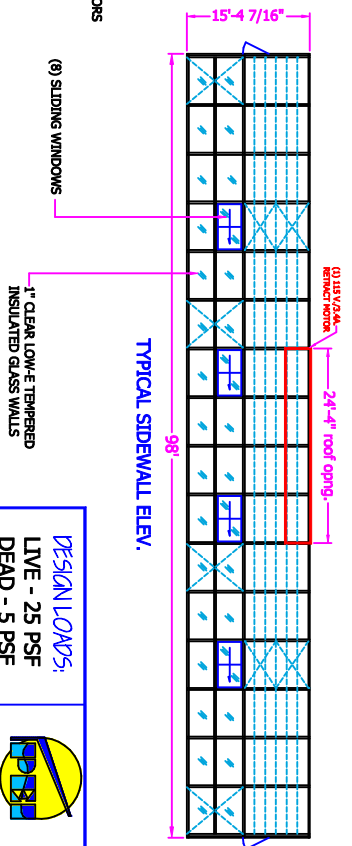 15'-4 7/16"
(1) 115 V/3.4A
RETRACT MOTOR
24'-4" roof opng.
98'
TYPICAL SIDEWALL ELEV.
ORS
(8) SLIDING WINDOWS
1" CLEAR LOW-E TEMPERED
INSULATED GLASS WALLS
DESIGN LOADS:
LIVE - 25 PSF
DEAD - 5 PSF